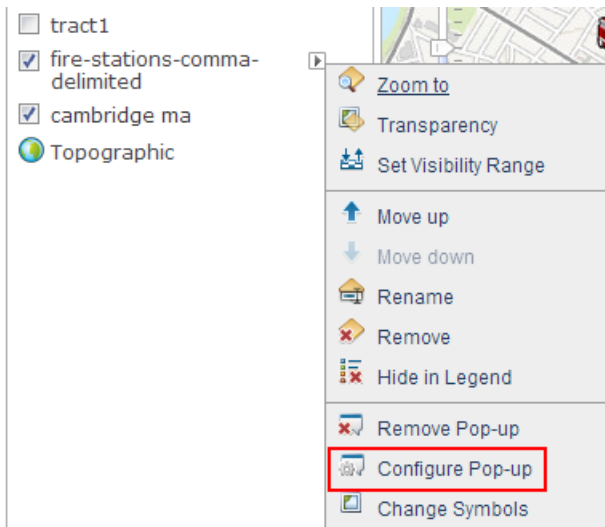 tract1
fire-stations-comma-
delimited
cambridge ma
Topographic
Zoom to
Transparency
Set Visibility Range
Move up
Move down
Rename
Remove
Hide in Legend
Remove Pop-up
Configure Pop-up
Change Symbols